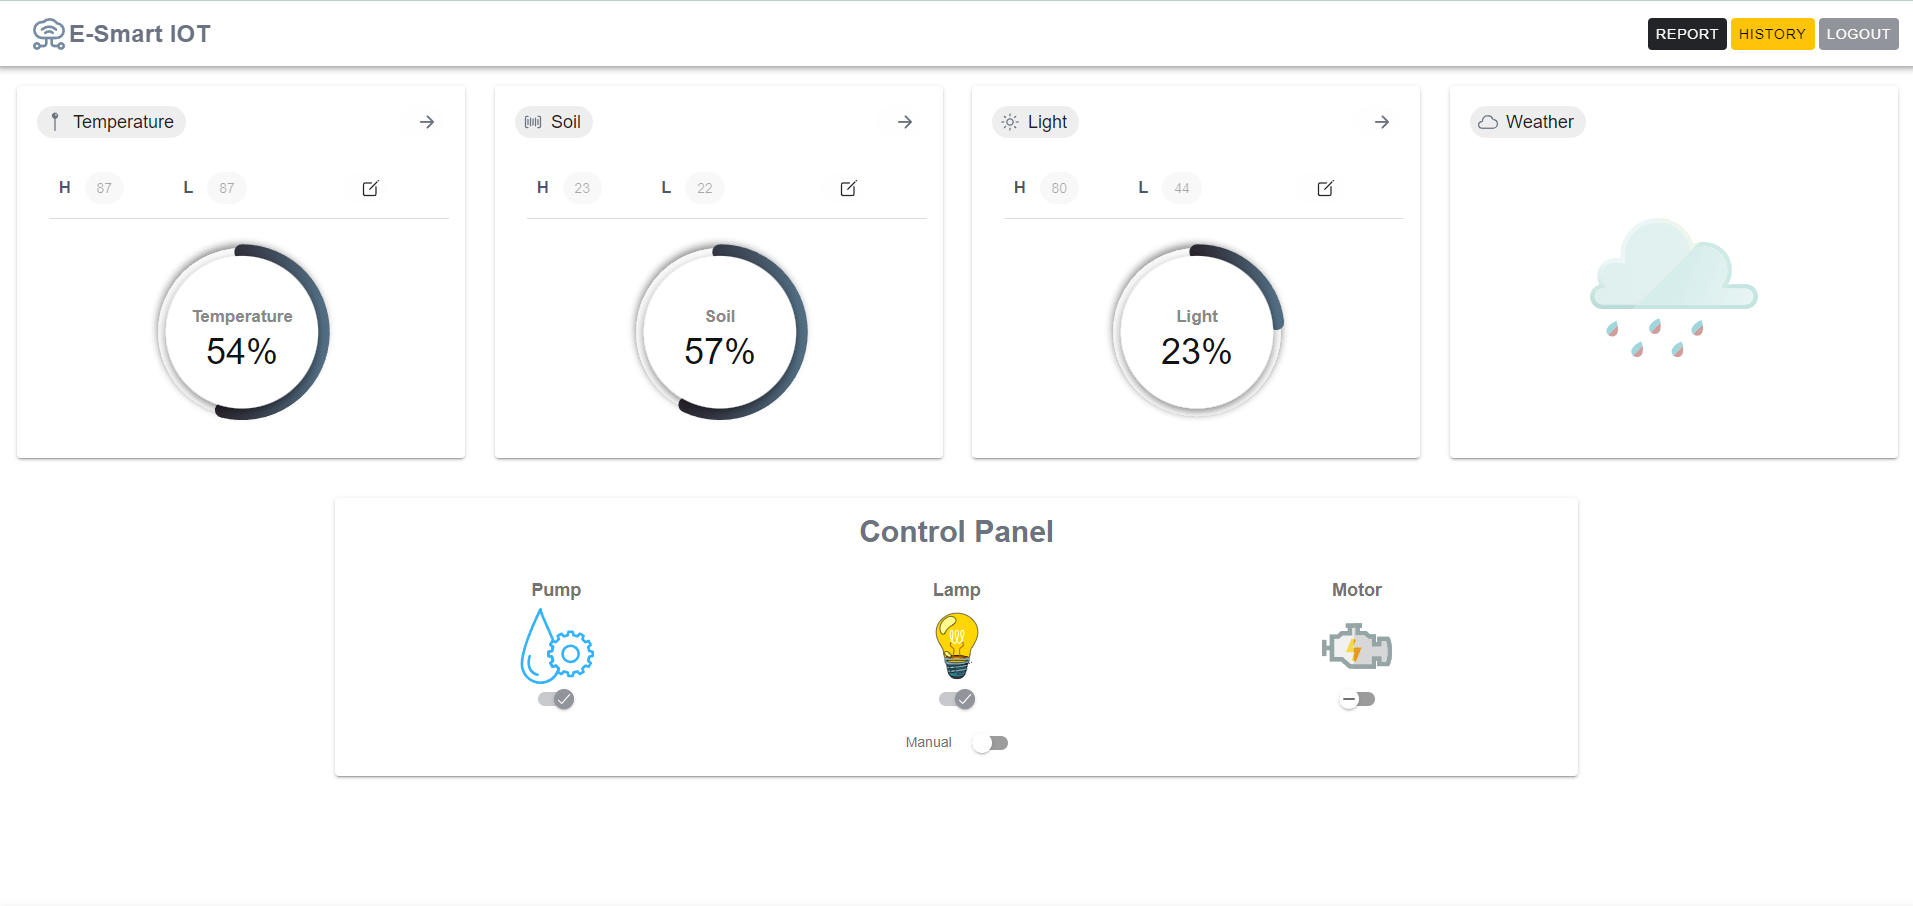 E-Smart IOT
REPORT HISTORY LOGOUT
Temperature
H 87 L 87
Temperature
54%
Soil
H 23 L 22
Soil
57%
Light
H 80 L 44
Light
23%
Weather
Control Panel
Pump
Lamp
Motor
Manual